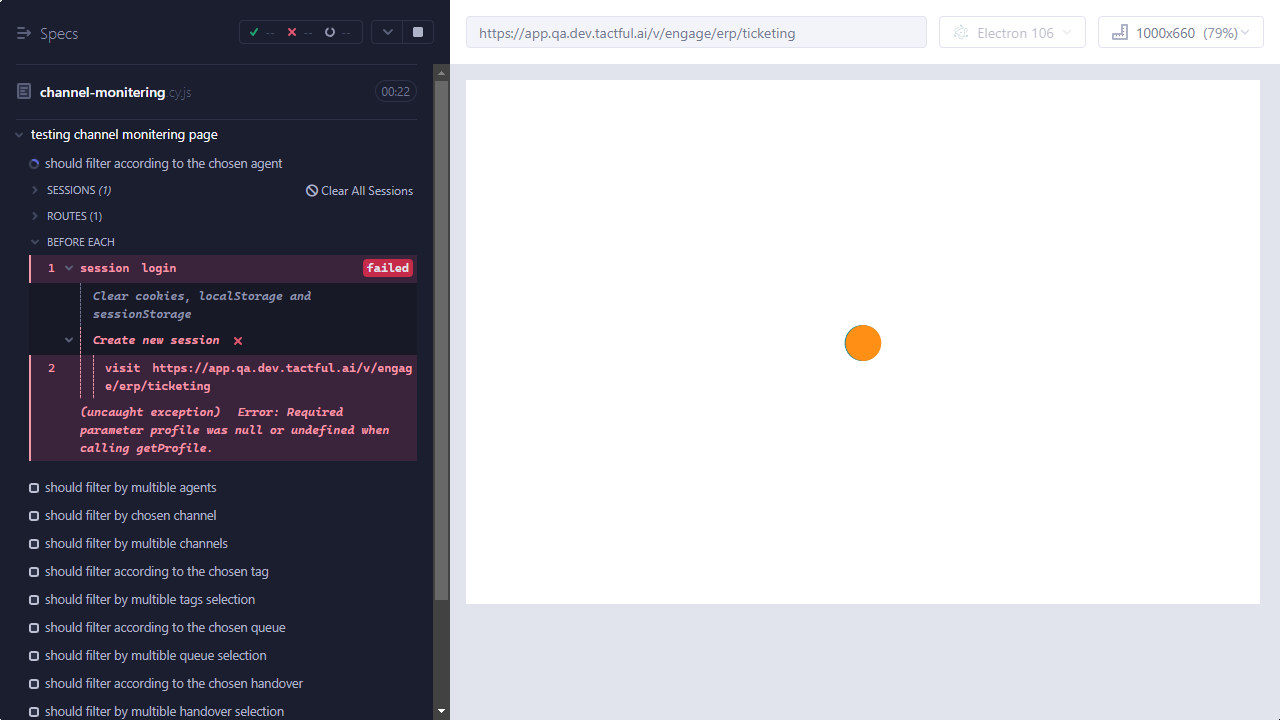 Specs
-- -- --
https://app.qa.dev.tactful.ai/v/engage/erp/ticketing
Electron 106
1000x660 (79%)
channel-monitering.cy.js
00:22
testing channel monitering page
should filter according to the chosen agent
SESSIONS (1)
Clear All Sessions
ROUTES (1)
BEFORE EACH
1 session login failed
Clear cookies, localStorage and
sessionStorage
Create new session
2 visit https://app.qa.dev.tactful.ai/v/engag
e/erp/ticketing
(uncaught exception) Error: Required
parameter profile was null or undefined when
calling getProfile.
should filter by multiple agents
should filter by chosen channel
should filter by multiple channels
should filter according to the chosen tag
should filter by multiple tags selection
should filter according to the chosen queue
should filter by multiple queue selection
should filter according to the chosen handover
should filter by multiple handover selection